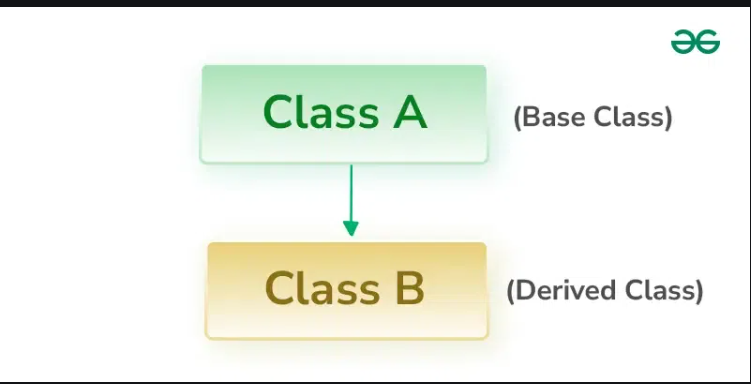 Class A
(Base Class)
Class B
(Derived Class)